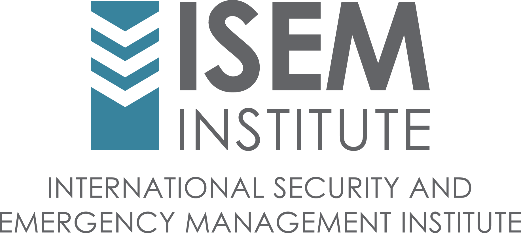 ISEM
INSTITUTE
INTERNATIONAL SECURITY AND
EMERGENCY MANAGEMENT INSTITUTE